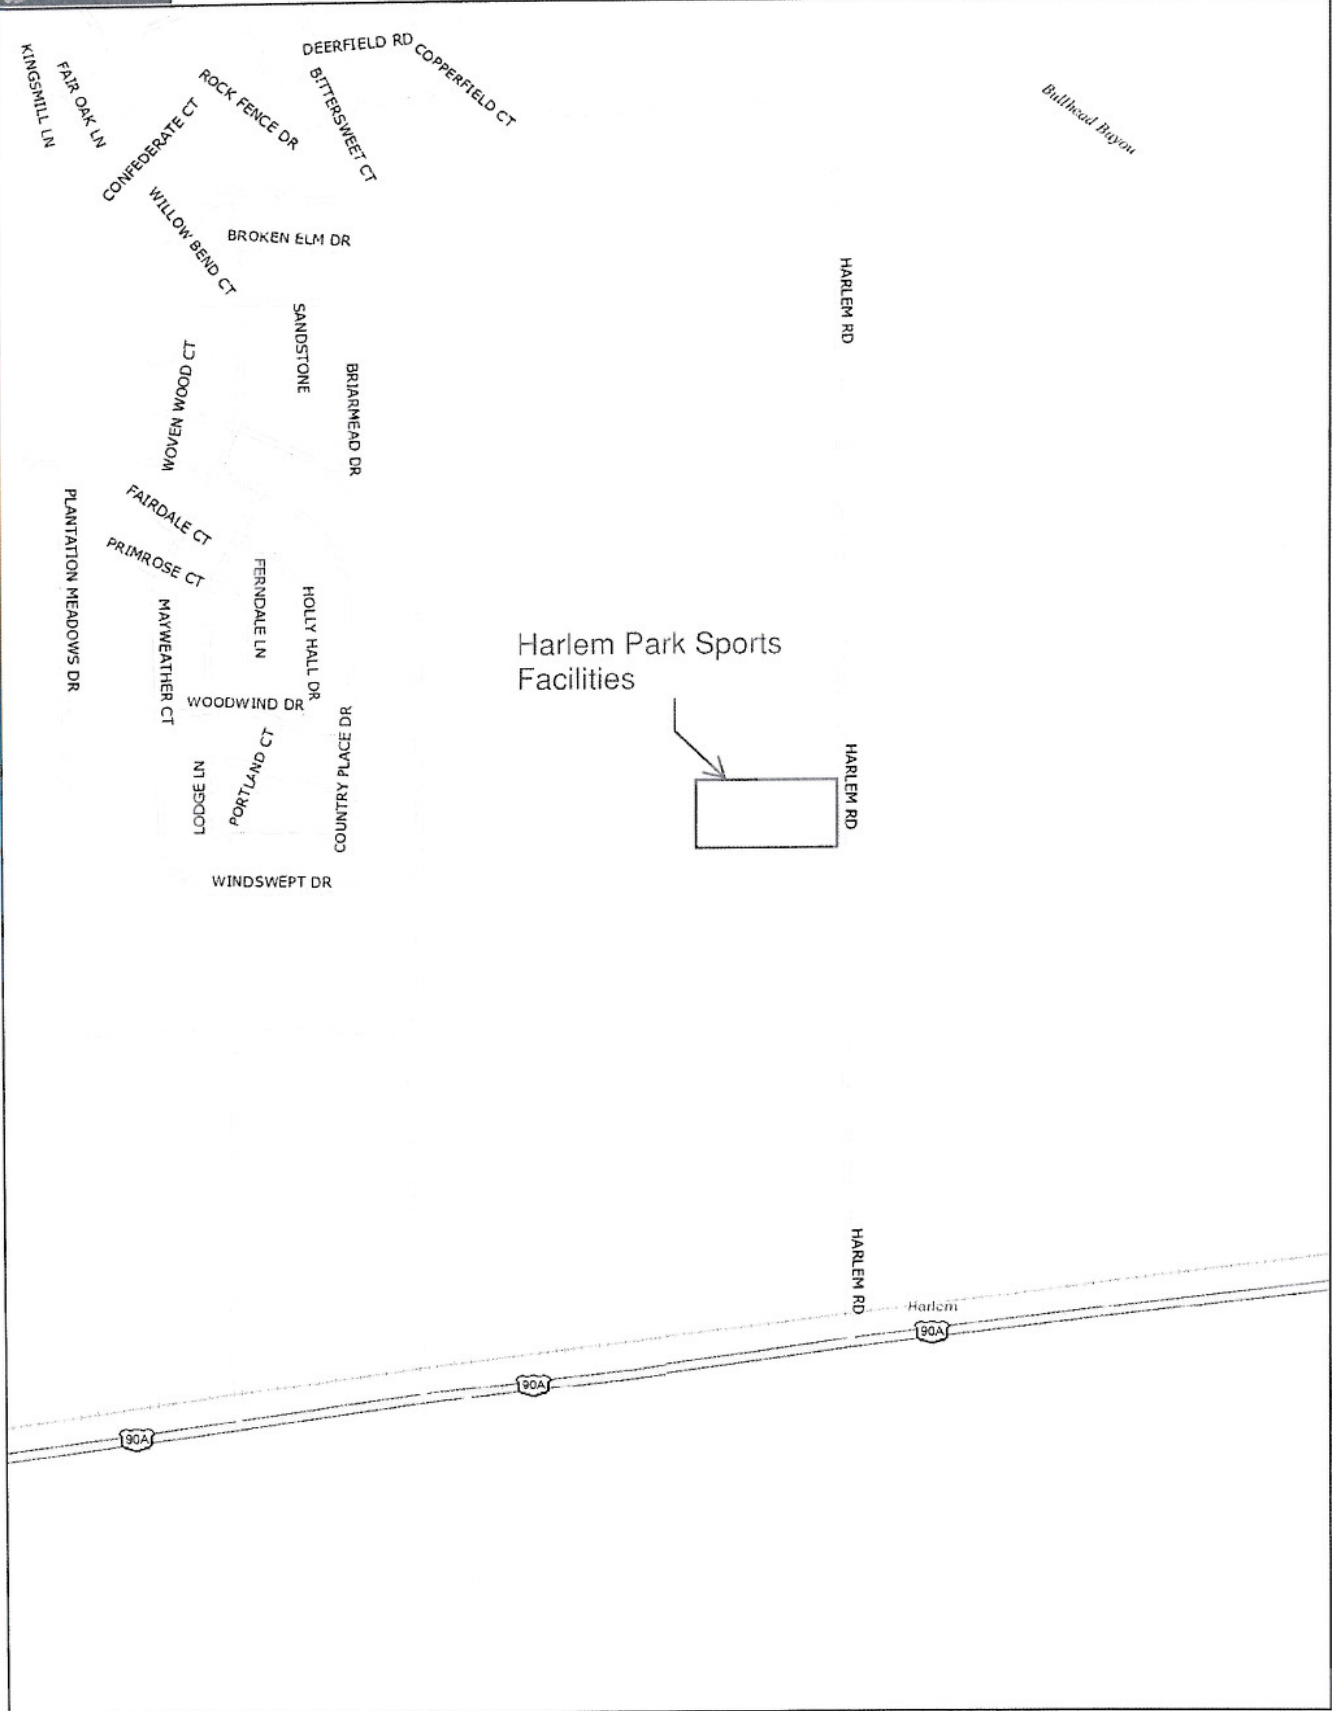 DEERFIELD RD
COPPERFIELD CT
KINGSMILL LN
FAIR OAK LN
ROCK FENCE DR
BITTERSWEET CT
CONFEDERATE CT
Bullhead Bayou
WILLOW BEND CT
BROKEN ELM DR
HARLEM RD
SANDSTONE
WOVEN WOOD CT
BRIARMEAD DR
PLANTATION MEADOWS DR
FAIRDALE CT
PRIMROSE CT
FERNDALE LN
HOLLY HALL DR
MAYWEATHER CT
Harlem Park Sports
Facilities
WOODWIND DR
COUNTRY PLACE DR
PORTLAND CT
LODGE LN
HARLEM RD
WINDSWEPT DR
HARLEM RD
Harlem
90A
90A
90A